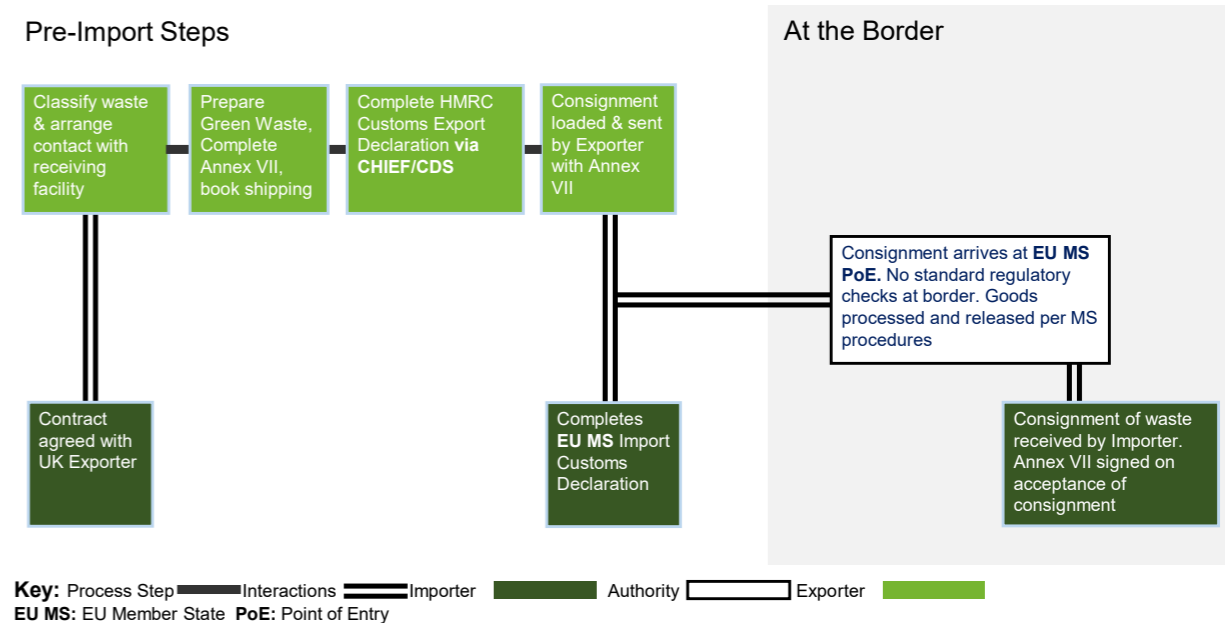 Pre-Import Steps
At the Border
Classify waste
& arrange
contact with
receiving
facility
Prepare
Green Waste,
Complete
Annex VII,
book shipping
Complete HMRC
Customs Export
Declaration via
CHIEF/CDS
Consignment
loaded & sent
by Exporter
with Annex
VII
Consignment arrives at EU MS
PoE. No standard regulatory
checks at border. Goods
processed and released per MS
procedures
Contract
agreed with
UK Exporter
Completes
EU MS Import
Customs
Declaration
Consignment of waste
received by Importer.
Annex VII signed on
acceptance of
consignment
Key: Process Step Interactions Importer Authority Exporter
EU MS: EU Member State PoE: Point of Entry